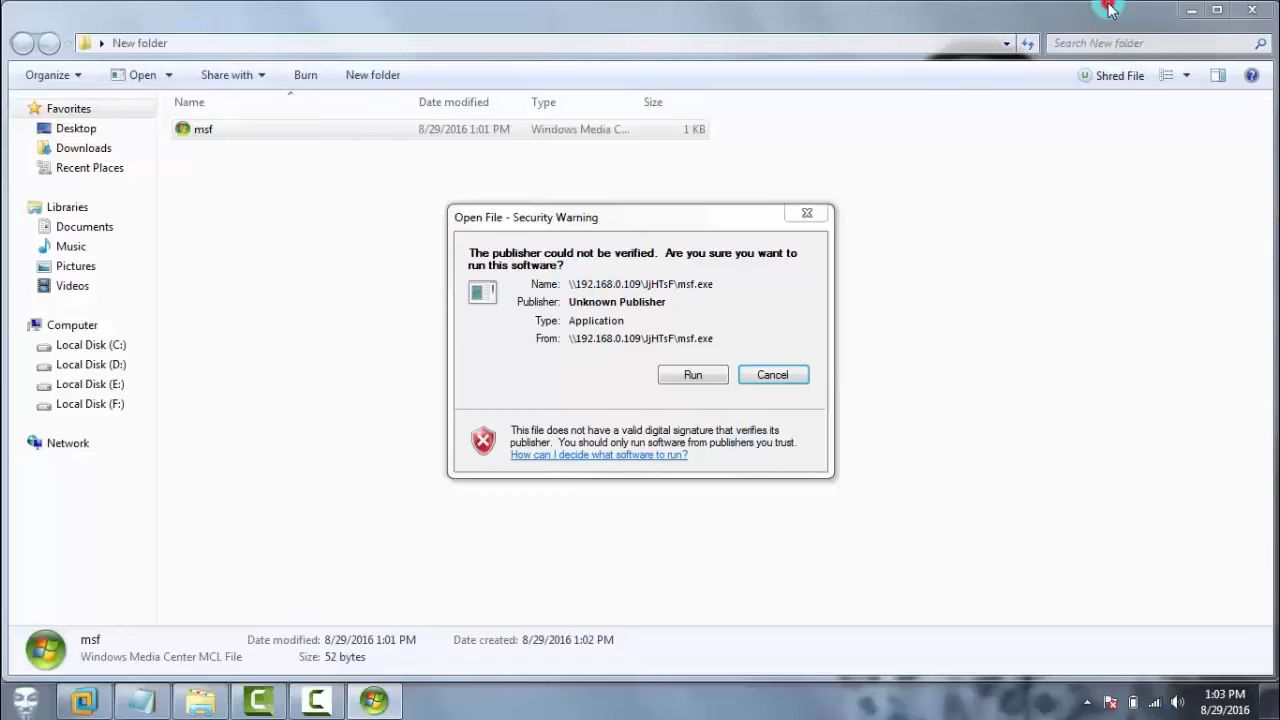 New folder
Search New folder
Organize
Open
Share with
Burn
New folder
Shred File
Favorites
Desktop
Downloads
Recent Places
Libraries
Documents
Music
Pictures
Videos
Computer
Local Disk (C:)
Local Disk (D:)
Local Disk (E:)
Local Disk (F:)
Network
Name Date modified Type Size
msf 8/29/2016 1:01 PM Windows Media C... 1 KB
Open File - Security Warning
The publisher could not be verified. Are you sure you want to
run this software?
Name: \\192.168.0.109\JjHTsF\msf.exe
Publisher: Unknown Publisher
Type: Application
From: \\192.168.0.109\JjHTsF\msf.exe
Run
Cancel
This file does not have a valid digital signature that verifies its
publisher. You should only run software from publishers you trust.
How can I decide what software to run?
msf Date modified: 8/29/2016 1:01 PM Date created: 8/29/2016 1:02 PM
Windows Media Center MCL File Size: 52 bytes
1:03 PM
8/29/2016